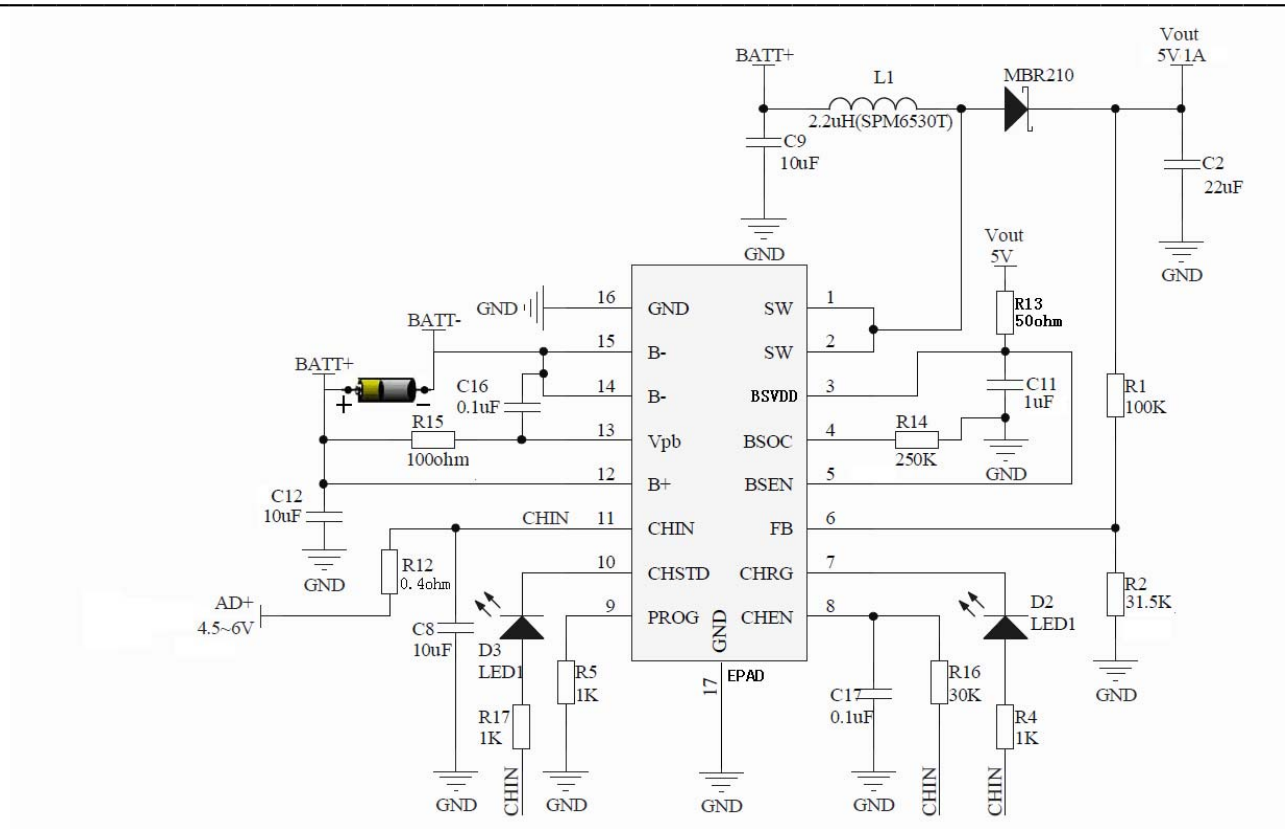 Vout
5V 1A
BATT+
L1
MBR210
2.2uH(SPM6530T)
C9
10uF
C2
22uF
GND
GND
Vout
5V
R13
50ohm
GND
16
GND
SW
1
BATT-
15
B-
SW
2
BATT+
+
-
C16
0.1uF
14
B-
BSVDD
3
C11
1uF
R1
100K
R15
100ohm
13
Vpb
BSOC
4
R14
250K
GND
12
B+
BSEN
5
C12
10uF
GND
CHIN
11
CHIN
FB
6
R12
0.4ohm
10
CHSTD
CHRG
7
R2
31.5K
AD+
4.5~6V
9
PROG
GND
CHEN
8
D2
LED1
C8
10uF
D3
LED1
R5
1K
17
EPAD
C17
0.1uF
R16
30K
GND
R17
1K
R4
1K
GND
CHIN
GND
GND
GND
CHIN
CHIN